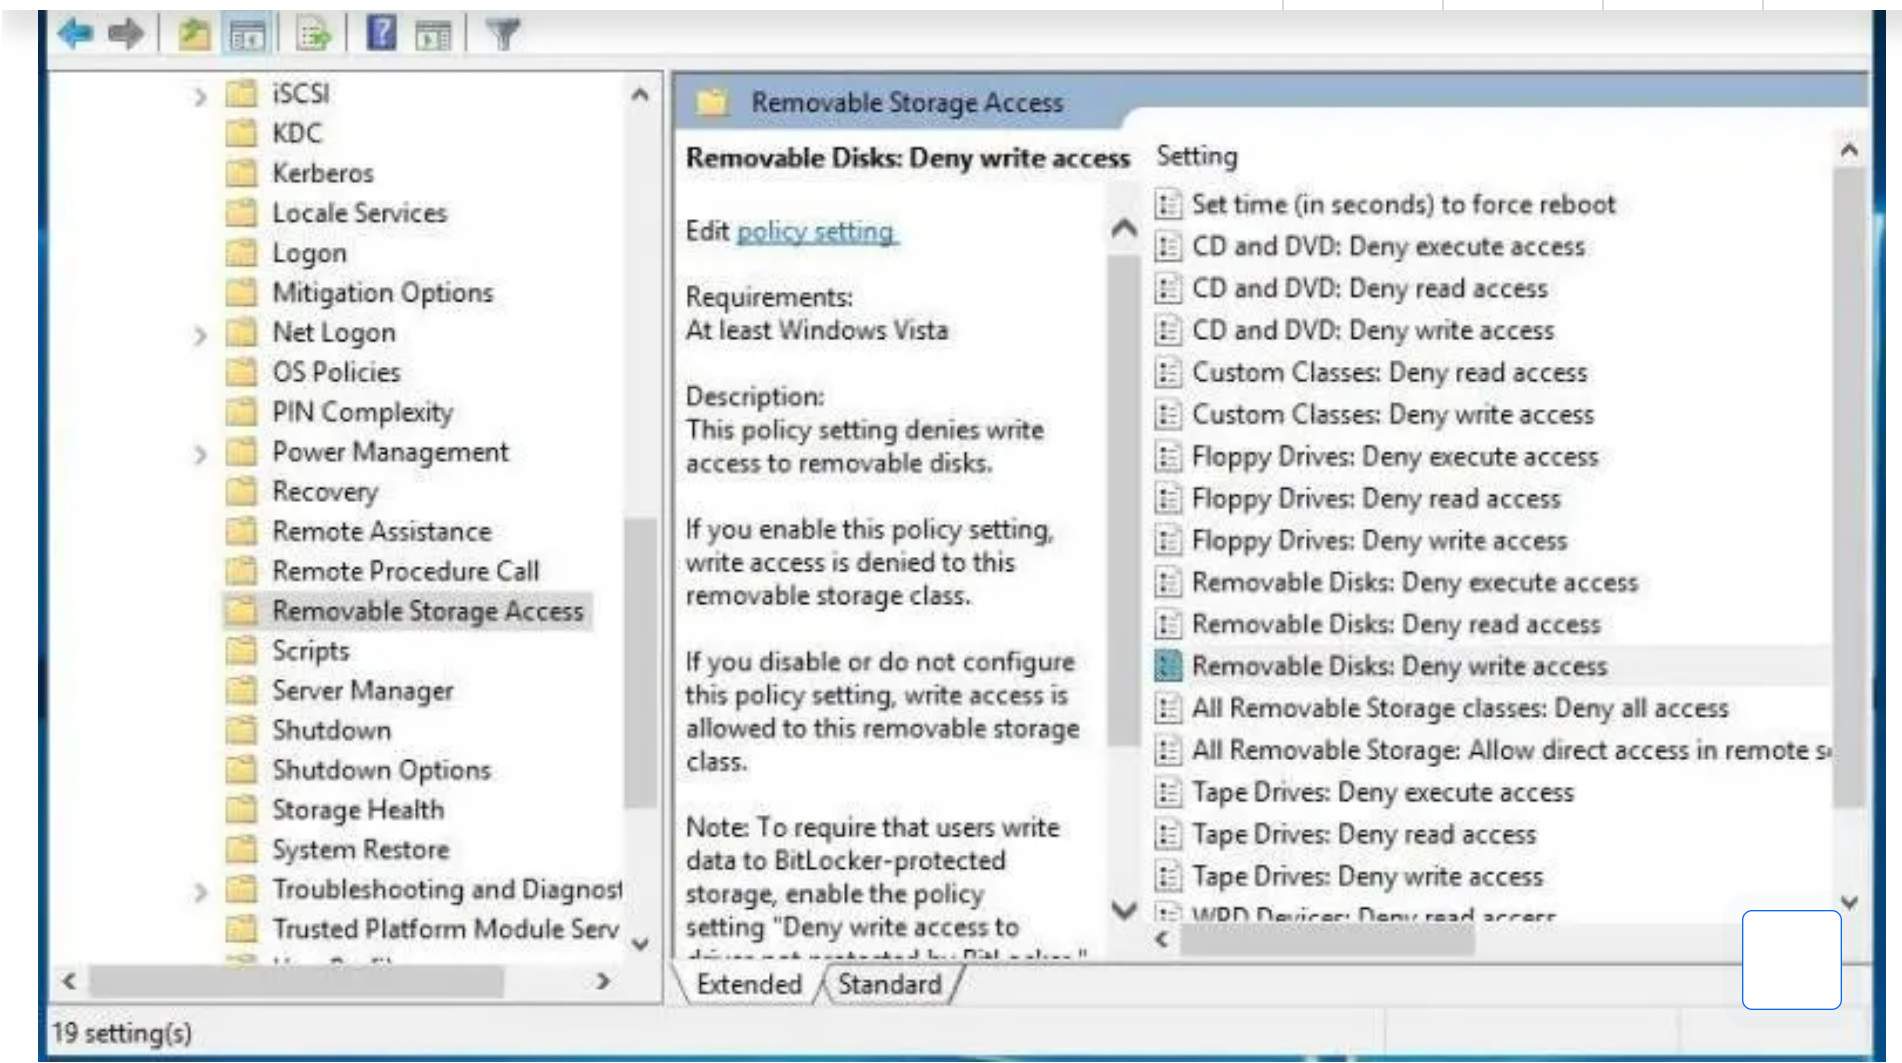 iSCSI
KDC
Kerberos
Locale Services
Logon
Mitigation Options
Net Logon
OS Policies
PIN Complexity
Power Management
Recovery
Remote Assistance
Remote Procedure Call
Removable Storage Access
Scripts
Server Manager
Shutdown
Shutdown Options
Storage Health
System Restore
Troubleshooting and Diagnost
Trusted Platform Module Serv
Removable Storage Access
Removable Disks: Deny write access
Edit policy setting
Requirements:
At least Windows Vista
Description:
This policy setting denies write
access to removable disks.
If you enable this policy setting,
write access is denied to this
removable storage class.
If you disable or do not configure
this policy setting, write access is
allowed to this removable storage
class.
Note: To require that users write
data to BitLocker-protected
storage, enable the policy
setting "Deny write access to
drives not protected by BitLocker,"
Setting
Set time (in seconds) to force reboot
CD and DVD: Deny execute access
CD and DVD: Deny read access
CD and DVD: Deny write access
Custom Classes: Deny read access
Custom Classes: Deny write access
Floppy Drives: Deny execute access
Floppy Drives: Deny read access
Floppy Drives: Deny write access
Removable Disks: Deny execute access
Removable Disks: Deny read access
Removable Disks: Deny write access
All Removable Storage classes: Deny all access
All Removable Storage: Allow direct access in remote s
Tape Drives: Deny execute access
Tape Drives: Deny read access
Tape Drives: Deny write access
WPD Devices: Deny read access
Extended
Standard
19 setting(s)